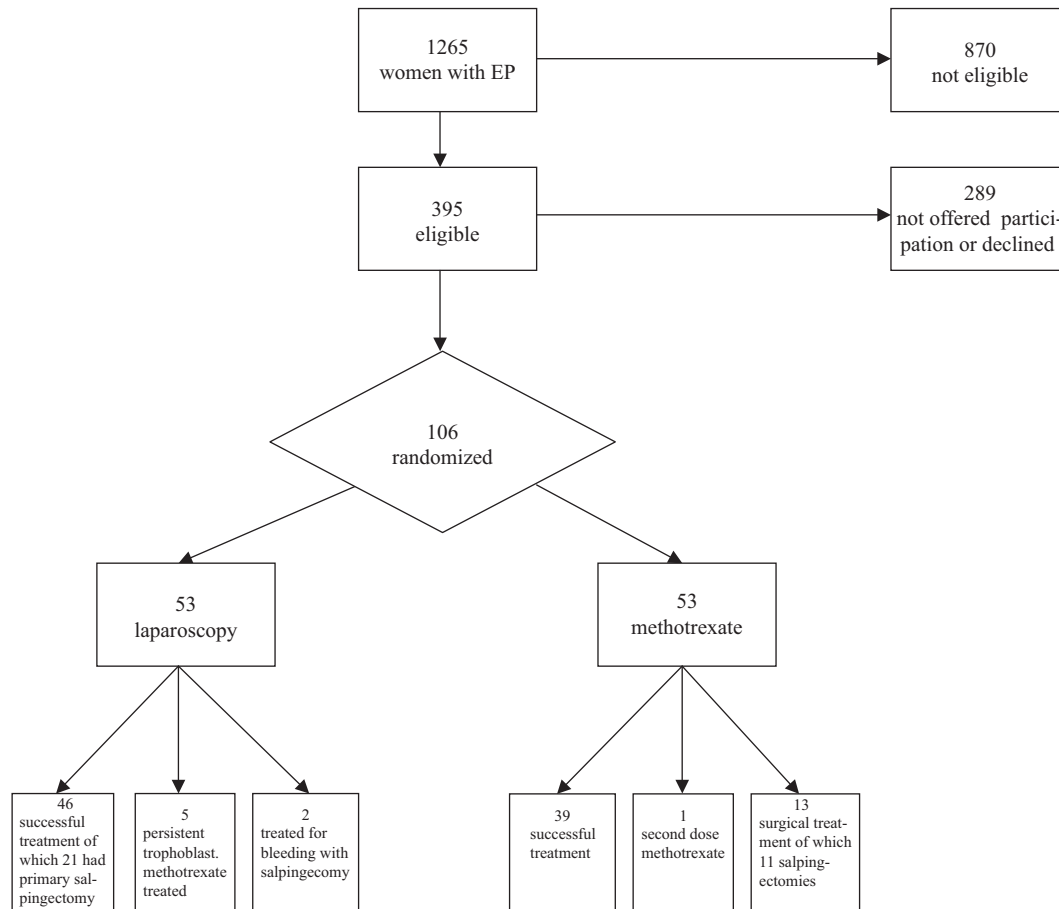 1265
women with EP
870
not eligible
395
eligible
289
not offered partici-
pation or declined
106
randomized
53
laparoscopy
53
methotrexate
46
successful
treatment of
which 21 had
primary sal-
pingectomy
5
persistent
trophoblast.
methotrexate
treated
2
treated for
bleeding with
salpingecomy
39
successful
treatment
1
second dose
methotrexate
13
surgical treat-
ment of which
11 salping-
ectomies